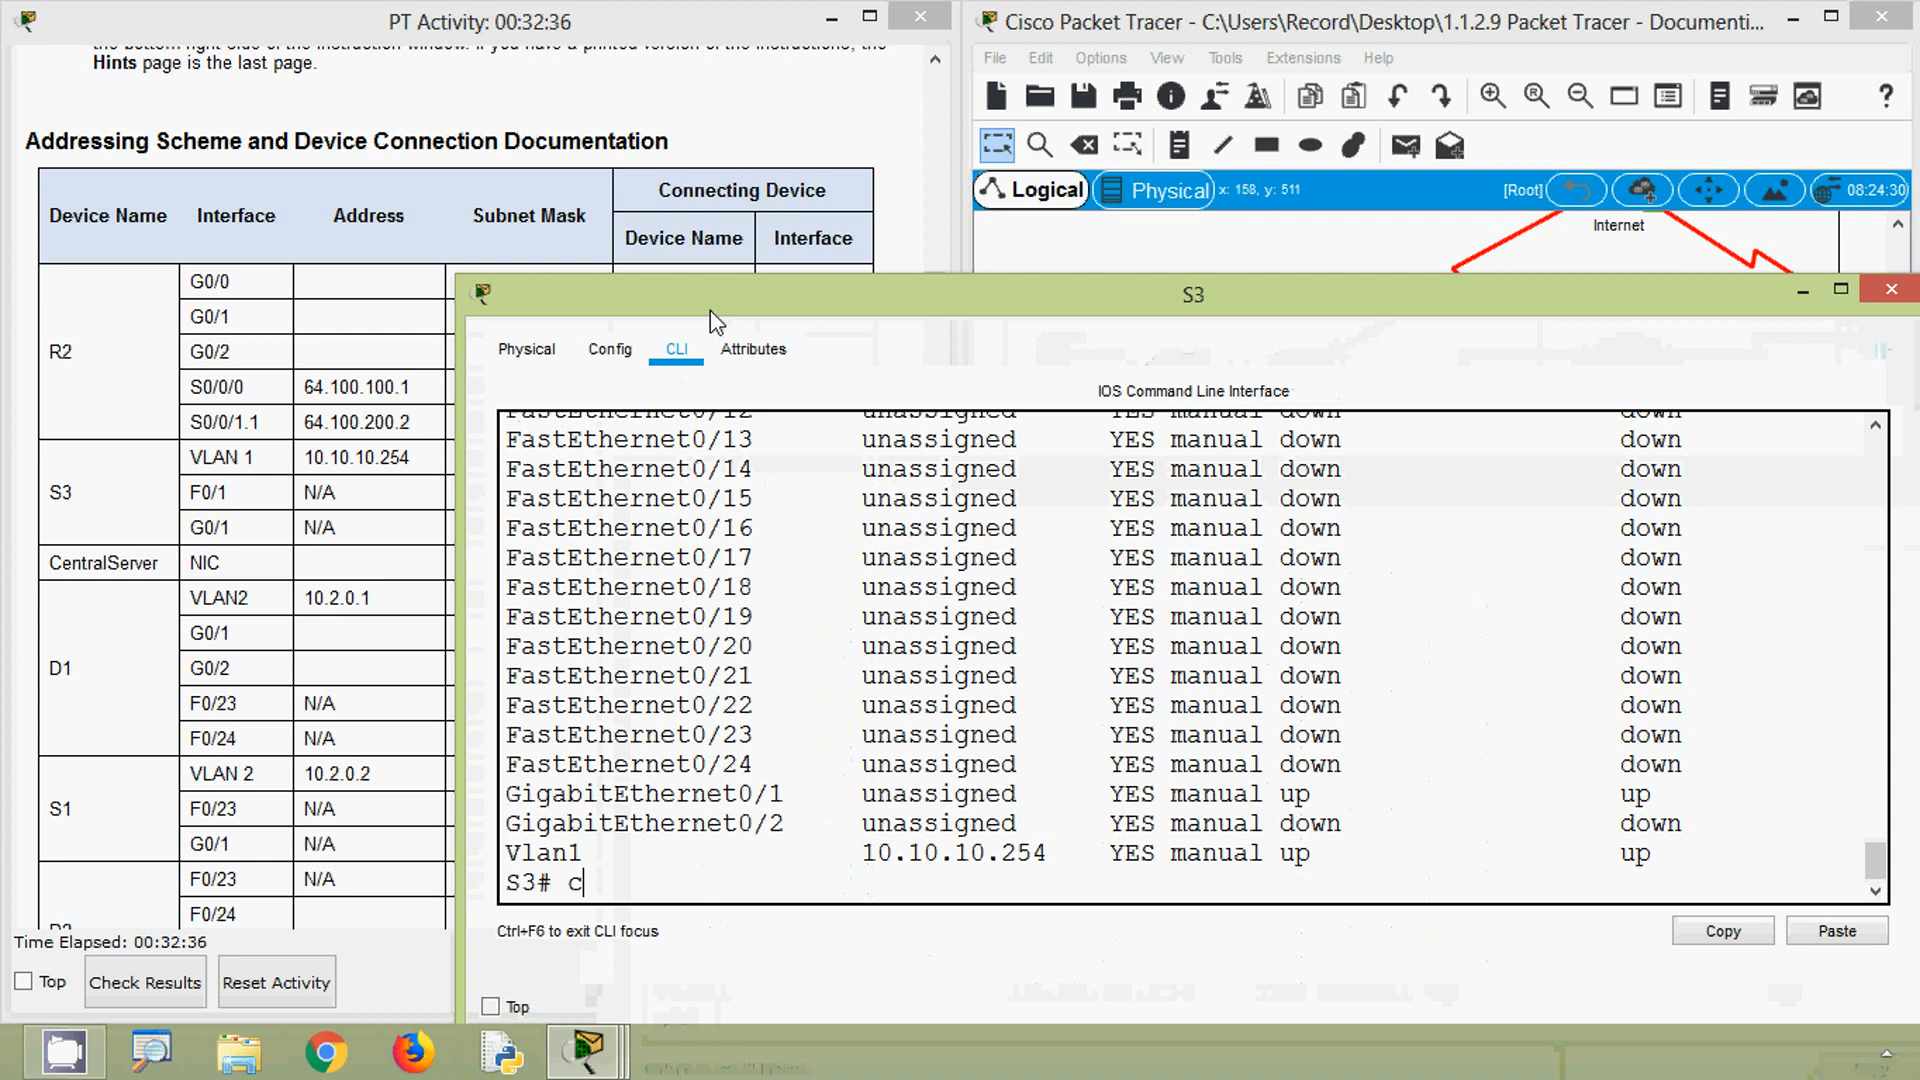 PT Activity: 00:32:36
Hints page is the last page.
Addressing Scheme and Device Connection Documentation
Device Name Interface Address Subnet Mask Connecting Device
Device Name Interface
R2
G0/0
G0/1
G0/2
S0/0/0 64.100.100.1
S0/0/1.1 64.100.200.2
S3
VLAN 1 10.10.10.254
F0/1 N/A
G0/1 N/A
CentralServer NIC
D1
VLAN2 10.2.0.1
G0/1
G0/2
F0/23 N/A
F0/24 N/A
S1
VLAN 2 10.2.0.2
F0/23 N/A
G0/1 N/A
F0/23 N/A
F0/24
Time Elapsed: 00:32:36
Top Check Results Reset Activity
Cisco Packet Tracer - C:\Users\Record\Desktop\1.1.2.9 Packet Tracer - Documenti...
File Edit Options View Tools Extensions Help
Logical Physical x: 158, y: 511 [Root] 08:24:30
Internet
S3
Physical Config CLI Attributes
IOS Command Line Interface
FastEthernet0/12 unassigned YES manual down down
FastEthernet0/13 unassigned YES manual down down
FastEthernet0/14 unassigned YES manual down down
FastEthernet0/15 unassigned YES manual down down
FastEthernet0/16 unassigned YES manual down down
FastEthernet0/17 unassigned YES manual down down
FastEthernet0/18 unassigned YES manual down down
FastEthernet0/19 unassigned YES manual down down
FastEthernet0/20 unassigned YES manual down down
FastEthernet0/21 unassigned YES manual down down
FastEthernet0/22 unassigned YES manual down down
FastEthernet0/23 unassigned YES manual down down
FastEthernet0/24 unassigned YES manual down down
GigabitEthernet0/1 unassigned YES manual up up
GigabitEthernet0/2 unassigned YES manual down down
Vlan1 10.10.10.254 YES manual up up
S3# c
Ctrl+F6 to exit CLI focus
Copy Paste
Top